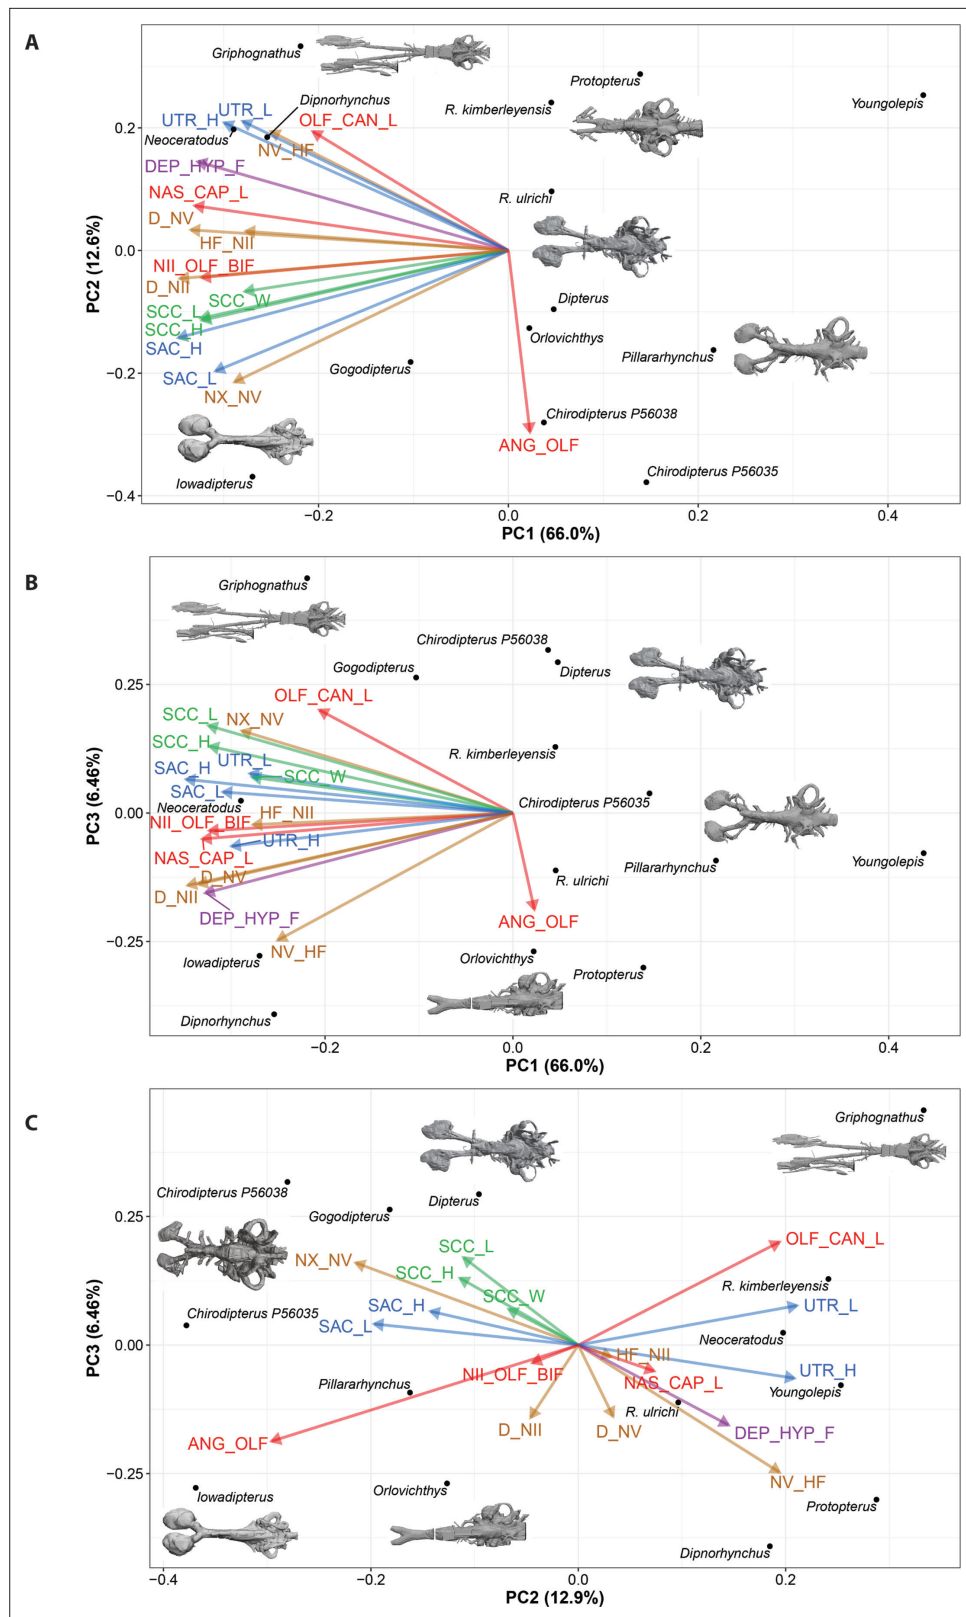 A
Griphognathus
Protopterus
Youngolepis
Dipnorhynchus
R. kimberleyensis
UTR_L
UTR_H
OLF_CAN_L
0.2
Neoceratodus
NV_HF
DEP_HYP_F
NAS_CAP_L
R. ulrichi
D_NV
HF_NII
0.0
NII_OLF_BIF
D_NII
SCC_W
SCC_L
Dipterus
SCC_H
Orlovichthys
SAC_H
Pillararhynchus
Gogodipterus
−0.2
SAC_L
NX_NV
Chirodipterus P56038
ANG_OLF
Chirodipterus P56035
Iowadipterus
−0.4
PC2 (12.6%)
−0.2
0.0
0.2
0.4
PC1 (66.0%)
B
Griphognathus
Chirodipterus P56038
Gogodipterus
Dipterus
0.25
OLF_CAN_L
SCC_L
NX_NV
SCC_H
R. kimberleyensis
UTR_L
SAC_H
SCC_W
SAC_L
Neoceratodus
Chirodipterus P56035
0.00
HF_NII
NII_OLF_BIF
UTR_H
NAS_CAP_L
Pillararhynchus
Youngolepis
D_NV
R. ulrichi
D_NII
DEP_HYP_F
ANG_OLF
−0.25
NV_HF
Iowadipterus
Orlovichthys
Protopterus
Dipnorhynchus
PC3 (6.46%)
−0.2
0.0
0.2
0.4
PC1 (66.0%)
C
Griphognathus
Chirodipterus P56038
Dipterus
Gogodipterus
0.25
OLF_CAN_L
SCC_L
NX_NV
SCC_H
R. kimberleyensis
SCC_W
SAC_H
UTR_L
Chirodipterus P56035
SAC_L
Neoceratodus
0.00
HF_NII
NII_OLF_BIF
UTR_H
NAS_CAP_L
Pillararhynchus
Youngolepis
R. ulrichi
D_NII
D_NV
DEP_HYP_F
ANG_OLF
−0.25
NV_HF
Orlovichthys
Iowadipterus
Protopterus
Dipnorhynchus
PC3 (6.46%)
−0.4
−0.2
0.0
0.2
PC2 (12.9%)